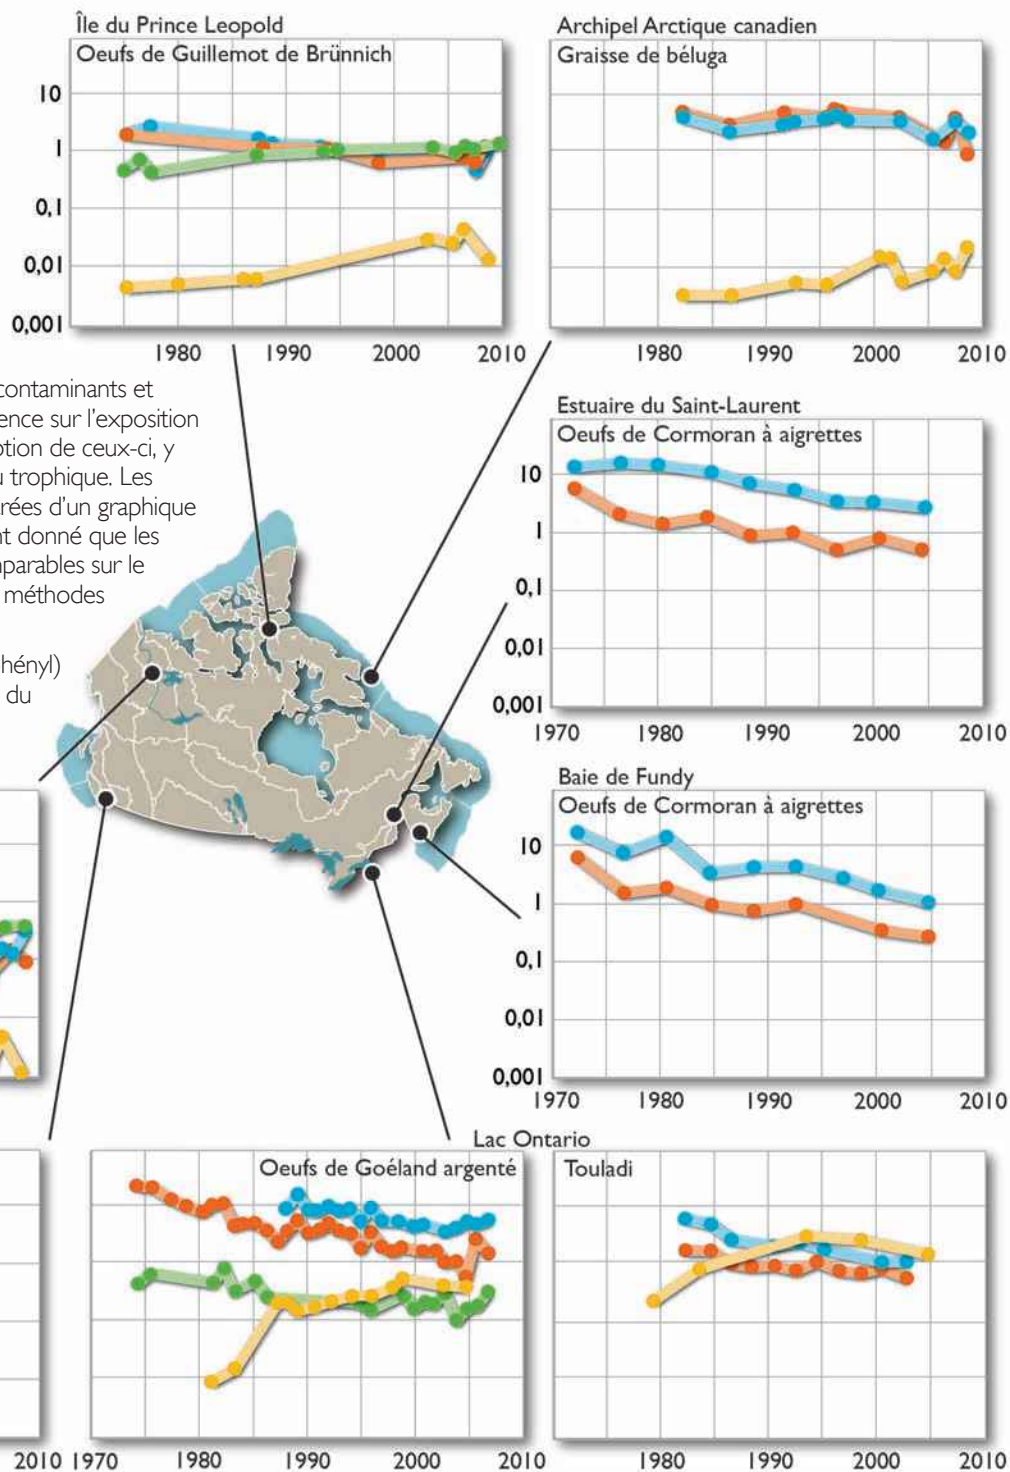 Île du Prince Leopold
Oeufs de Guillemot de Brünnich
10
1
0,1
0,01
0,001
1980 1990 2000 2010
Archipel Arctique canadien
Graisse de béluga
1980 1990 2000 2010
contaminants et
ence sur l'exposition
ption de ceux-ci, y
u trophique. Les
irées d'un graphique
nt donné que les
nparables sur le
méthodes
hényl)
du
Estuaire du Saint-Laurent
Oeufs de Cormoran à aigrettes
10
1
0,1
0,01
0,001
1970 1980 1990 2000 2010
Baie de Fundy
Oeufs de Cormoran à aigrettes
10
1
0,1
0,01
0,001
1970 1980 1990 2000 2010
Lac Ontario
Oeufs de Goéland argenté
Touladi
2010 1970 1980 1990 2000 2010
1980 1990 2000 2010